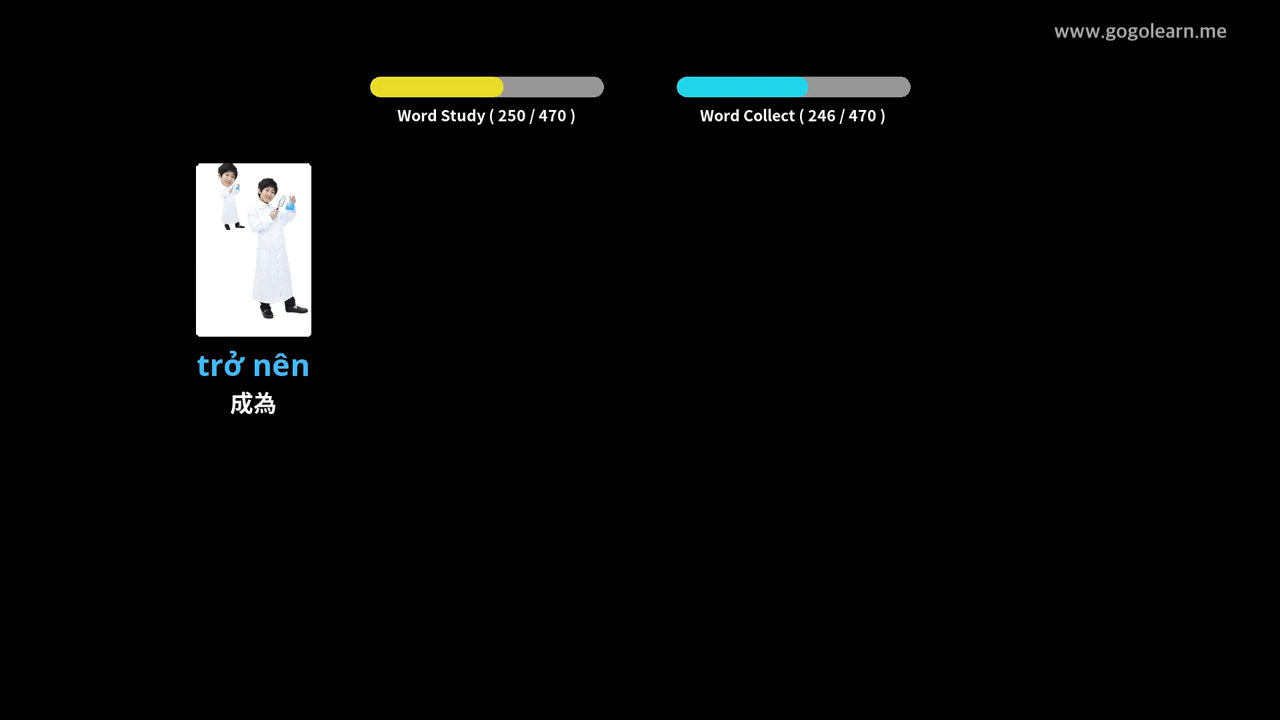 www.gogolearn.me
Word Study ( 250 / 470 )
Word Collect ( 246 / 470 )
trở nên
成為